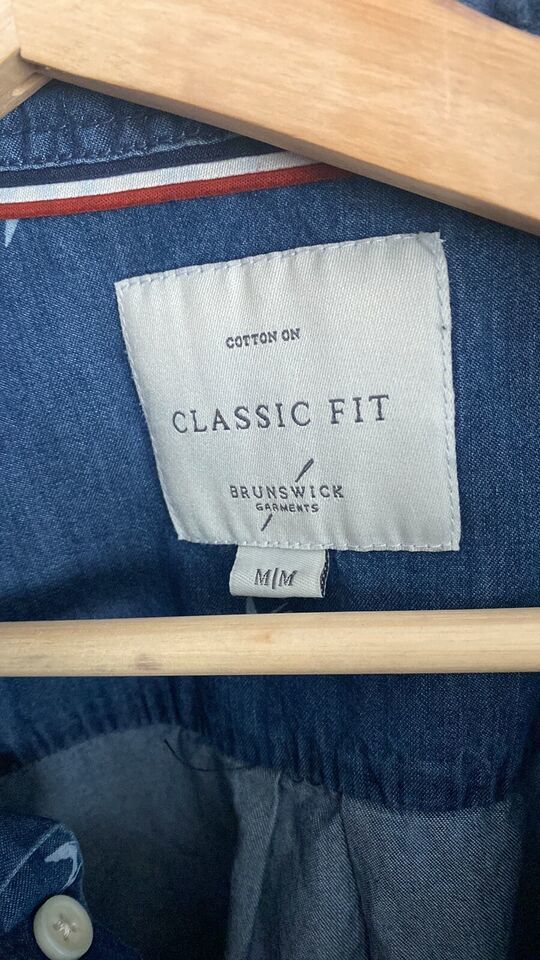 COTTON ON
CLASSIC FIT
BRUNSWICK
GARMENTS
M|M